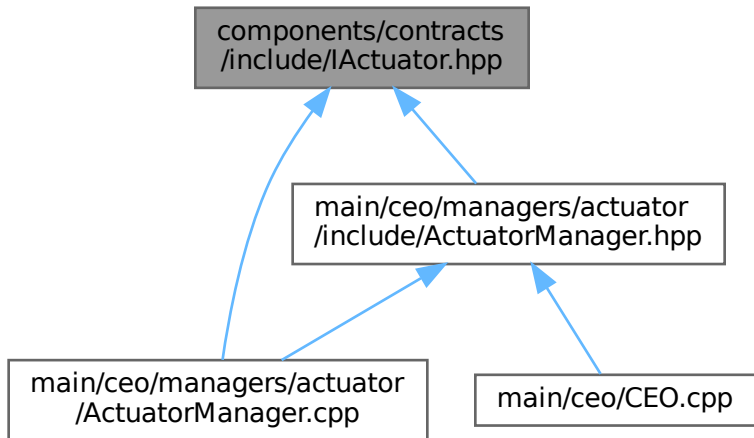 components/contracts
/include/IActuator.hpp
main/ceo/managers/actuator
/include/ActuatorManager.hpp
main/ceo/managers/actuator
/ActuatorManager.cpp
main/ceo/CEO.cpp